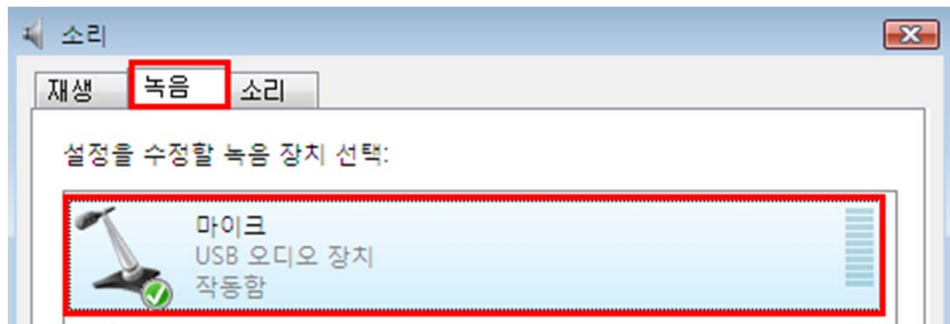 소리
재생 녹음 소리
설정을 수정할 녹음 장치 선택:
마이크
USB 오디오 장치
작동함